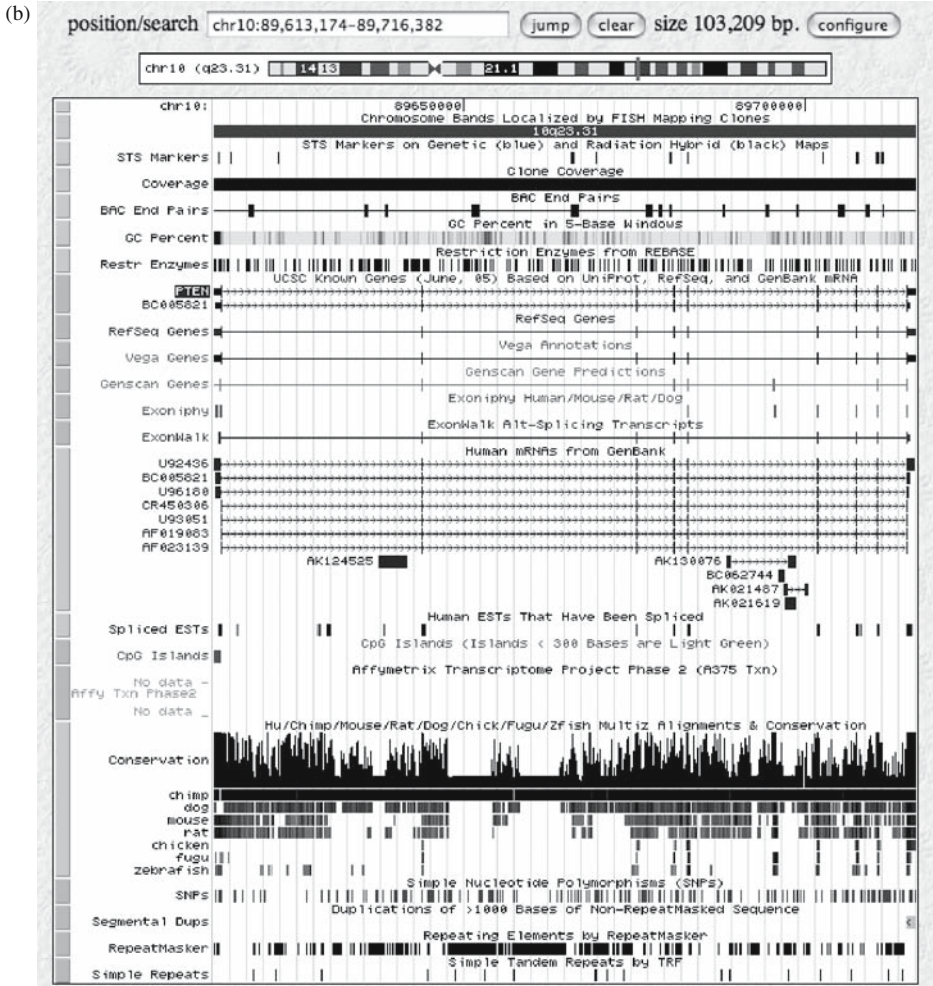 (b)
position/search chr10:89,613,174-89,716,382 jump clear size 103,209 bp. configure
chr10 (q23.31) 14 13 21.1
chr10: 89650000 89700000
Chromosome Bands Localized by FISH Mapping Clones
10q23.31
STS Markers on Genetic (blue) and Radiation Hybrid (black) Maps
STS Markers
Clone Coverage
Coverage
BAC End Pairs
BAC End Pairs
GC Percent in 5-Base Windows
GC Percent
Restriction Enzymes from REBASE
Restr Enzymes
UCSC Known Genes (June, 05) Based on UniProt, RefSeq, and GenBank mRNA
PTEN
BC005821
RefSeq Genes
RefSeq Genes
Vega Annotations
Vega Genes
Genscan Gene Predictions
Genscan Genes
Exoniphy Human/Mouse/Rat/Dog
Exoniphy
ExonWalk Alt-Splicing Transcripts
ExonWalk
Human mRNAs from GenBank
U92436
BC005821
U96180
CR450306
U93051
AF019083
AF023139
AK124525 AK130076
BC062744
AK021487
AK021619
Human ESTs That Have Been Spliced
Spliced ESTs
CpG Islands (Islands < 300 Bases are Light Green)
CpG Islands
Affymetrix Transcriptome Project Phase 2 (A375 Txn)
No data -
Affy Txn Phase2
No data _
Hu/Chimp/Mouse/Rat/Dog/Chick/Fugu/Zfish Multiz Alignments & Conservation
Conservation
chimp
dog
mouse
rat
chicken
fugu
zebrafish
Simple Nucleotide Polymorphisms (SNPs)
SNPs
Duplications of >1000 Bases of Non-RepeatMasked Sequence
Segmental Dups
Repeating Elements by RepeatMasker
RepeatMasker
Simple Tandem Repeats by TRF
Simple Repeats